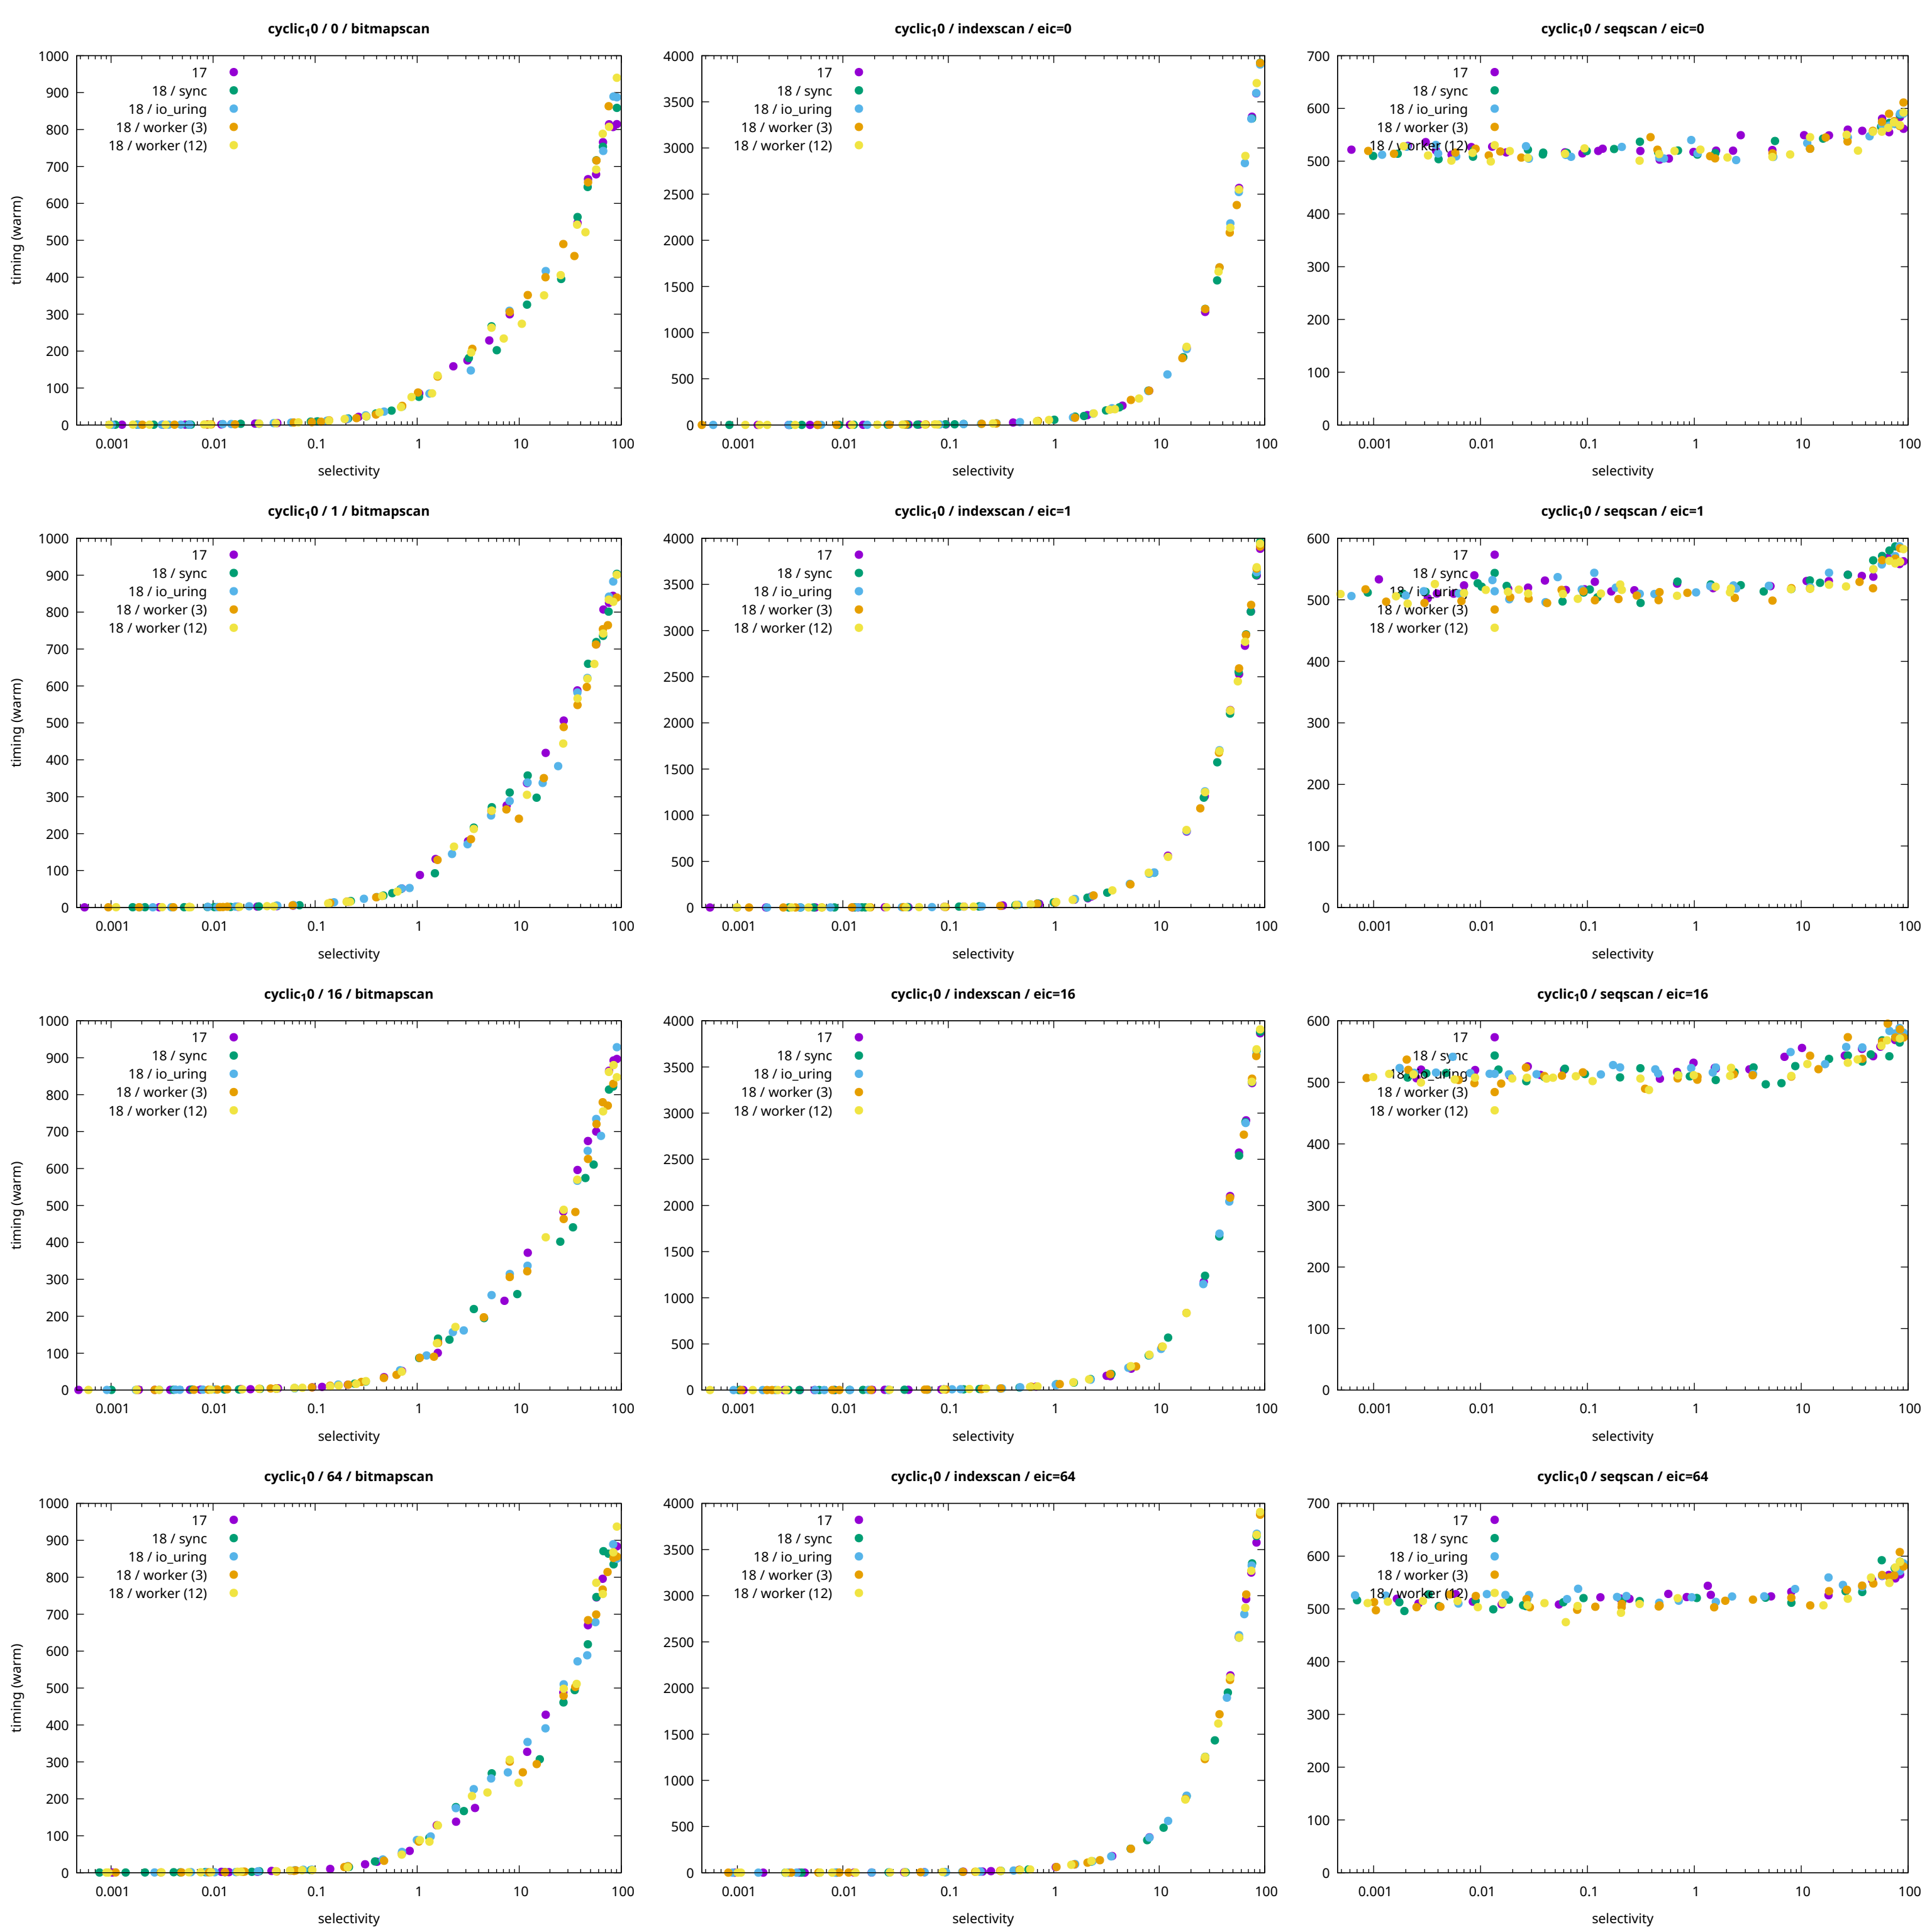 cyclic₁0 / 0 / bitmapscan
timing (warm)
1000
900
800
700
600
500
400
300
200
100
0
17
18 / sync
18 / io_uring
18 / worker (3)
18 / worker (12)
0.001 0.01 0.1 1 10 100
selectivity
cyclic₁0 / indexscan / eic=0
4000
3500
3000
2500
2000
1500
1000
500
0
17
18 / sync
18 / io_uring
18 / worker (3)
18 / worker (12)
0.001 0.01 0.1 1 10 100
selectivity
cyclic₁0 / seqscan / eic=0
700
600
500
400
300
200
100
0
17
18 / sync
18 / io_uring
18 / worker (3)
18 / worker (12)
0.001 0.01 0.1 1 10 100
selectivity
cyclic₁0 / 1 / bitmapscan
timing (warm)
1000
900
800
700
600
500
400
300
200
100
0
17
18 / sync
18 / io_uring
18 / worker (3)
18 / worker (12)
0.001 0.01 0.1 1 10 100
selectivity
cyclic₁0 / indexscan / eic=1
4000
3500
3000
2500
2000
1500
1000
500
0
17
18 / sync
18 / io_uring
18 / worker (3)
18 / worker (12)
0.001 0.01 0.1 1 10 100
selectivity
cyclic₁0 / seqscan / eic=1
600
500
400
300
200
100
0
17
18 / sync
18 / io_uring
18 / worker (3)
18 / worker (12)
0.001 0.01 0.1 1 10 100
selectivity
cyclic₁0 / 16 / bitmapscan
timing (warm)
1000
900
800
700
600
500
400
300
200
100
0
17
18 / sync
18 / io_uring
18 / worker (3)
18 / worker (12)
0.001 0.01 0.1 1 10 100
selectivity
cyclic₁0 / indexscan / eic=16
4000
3500
3000
2500
2000
1500
1000
500
0
17
18 / sync
18 / io_uring
18 / worker (3)
18 / worker (12)
0.001 0.01 0.1 1 10 100
selectivity
cyclic₁0 / seqscan / eic=16
600
500
400
300
200
100
0
17
18 / sync
18 / io_uring
18 / worker (3)
18 / worker (12)
0.001 0.01 0.1 1 10 100
selectivity
cyclic₁0 / 64 / bitmapscan
timing (warm)
1000
900
800
700
600
500
400
300
200
100
0
17
18 / sync
18 / io_uring
18 / worker (3)
18 / worker (12)
0.001 0.01 0.1 1 10 100
selectivity
cyclic₁0 / indexscan / eic=64
4000
3500
3000
2500
2000
1500
1000
500
0
17
18 / sync
18 / io_uring
18 / worker (3)
18 / worker (12)
0.001 0.01 0.1 1 10 100
selectivity
cyclic₁0 / seqscan / eic=64
700
600
500
400
300
200
100
0
17
18 / sync
18 / io_uring
18 / worker (3)
18 / worker (12)
0.001 0.01 0.1 1 10 100
selectivity